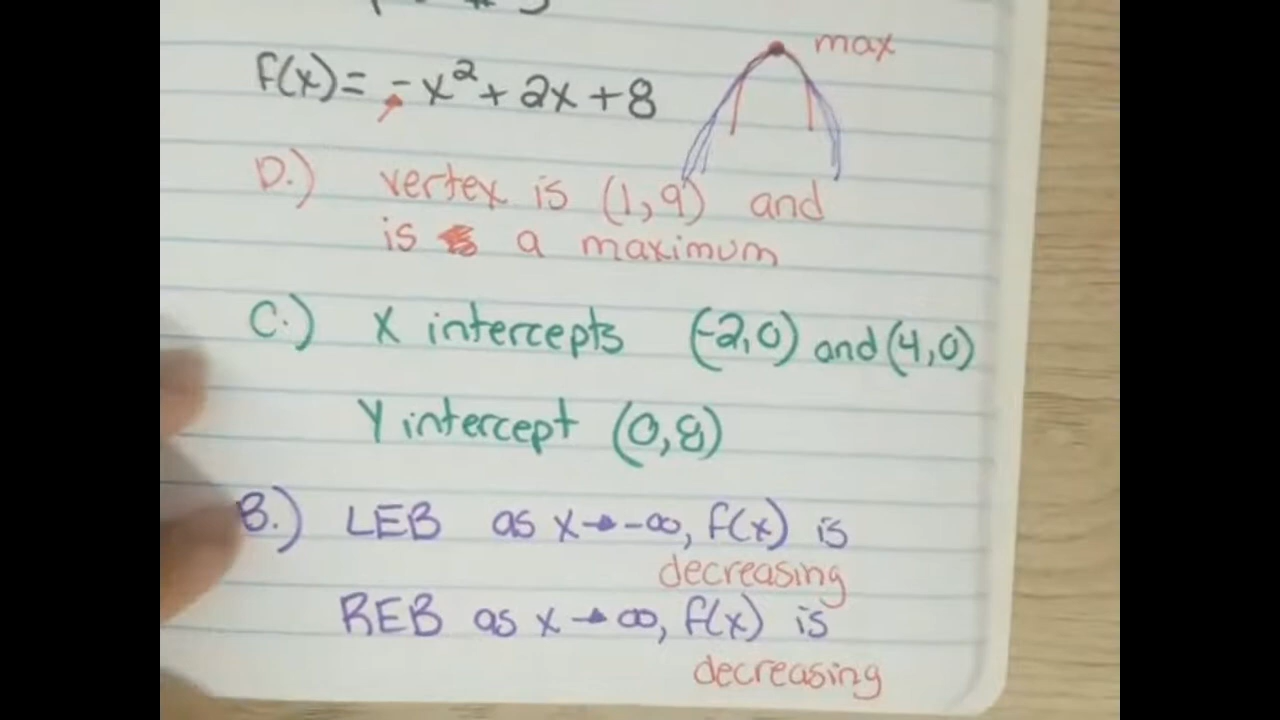 f(x) = -x² + 2x + 8
max
D.) vertex is (1,9) and
is a maximum
C.) X intercepts (-2,0) and (4,0)
Y intercept (0,8)
B.) LEB as x→-∞, f(x) is
decreasing
REB as x→∞, f(x) is
decreasing